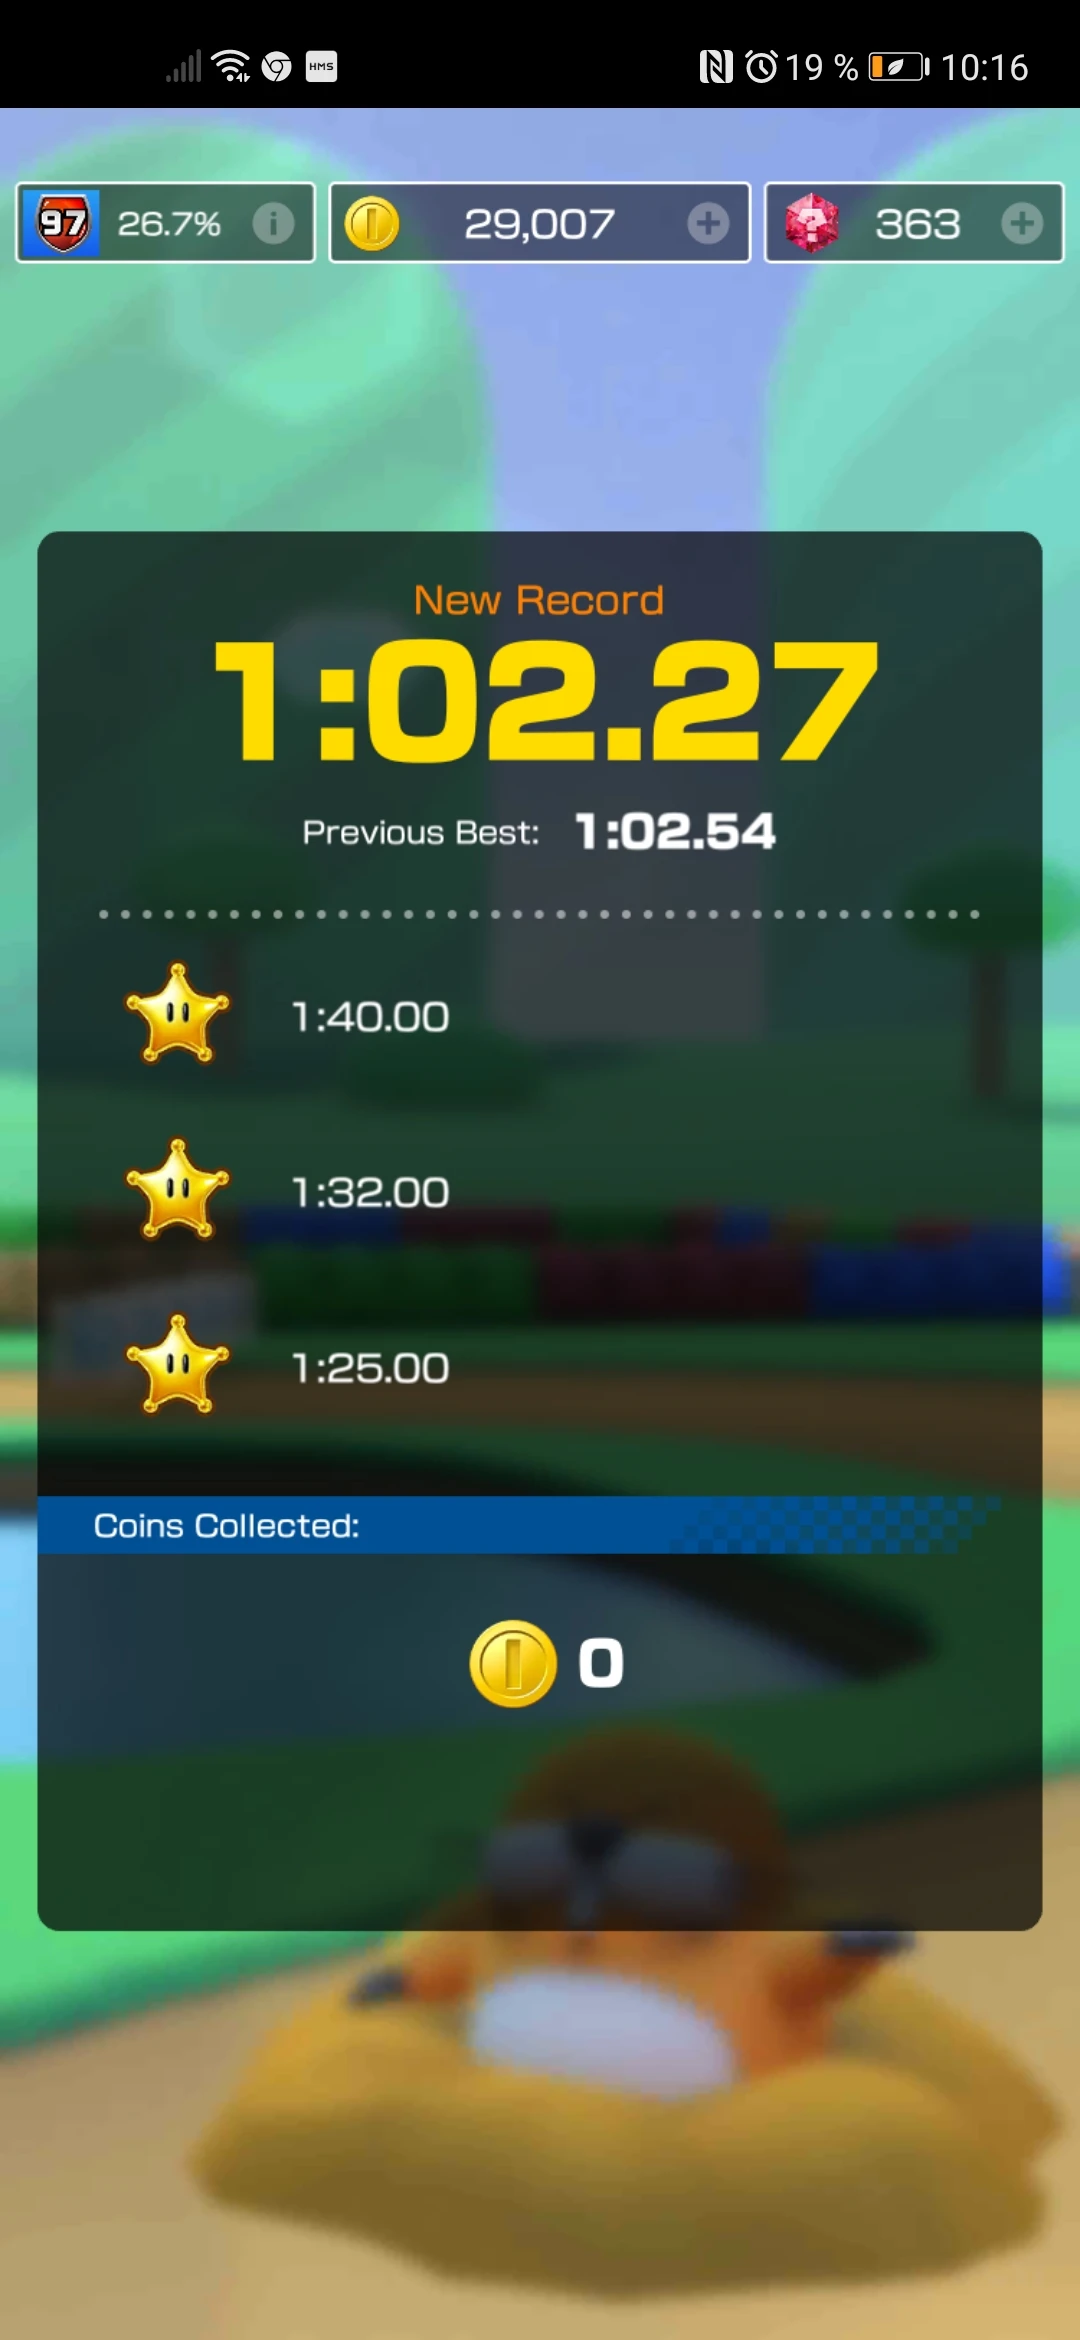 HMS 19 % 10:16
97 26.7% i 29,007 + ? 363 +
New Record
1:02.27
Previous Best: 1:02.54
1:40.00
1:32.00
1:25.00
Coins Collected:
0